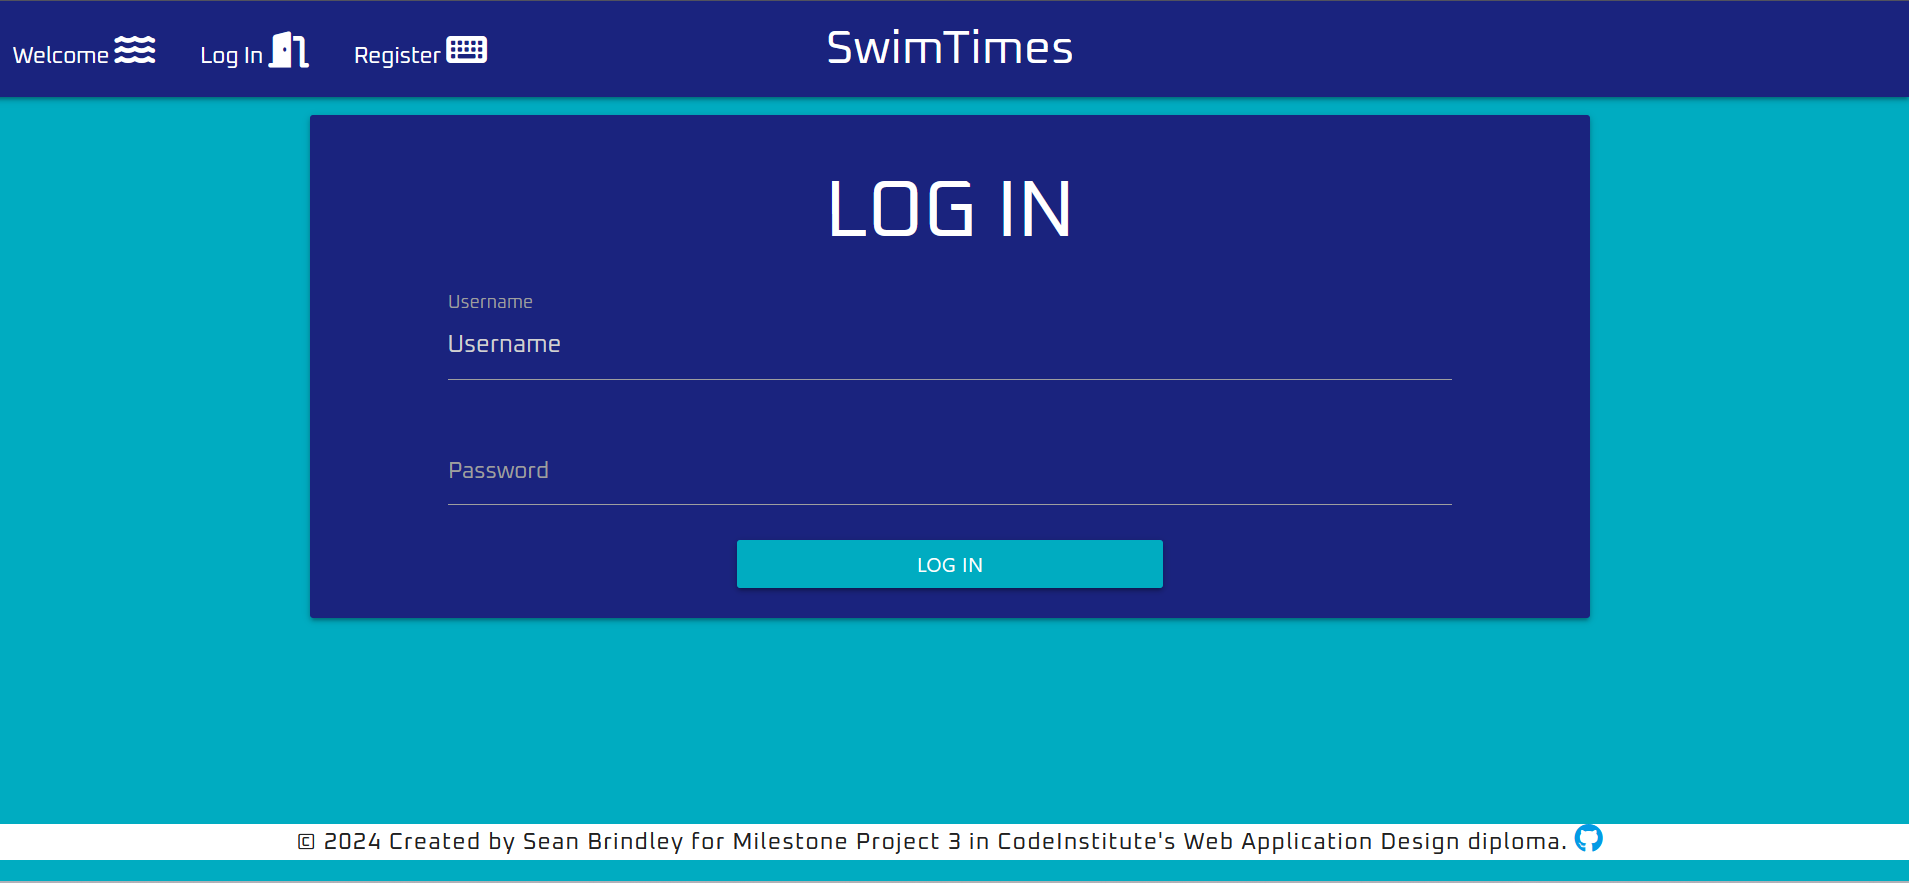 Welcome
Log In
Register
SwimTimes
LOG IN
Username
Username
Password
LOG IN
© 2024 Created by Sean Brindley for Milestone Project 3 in CodeInstitute's Web Application Design diploma.